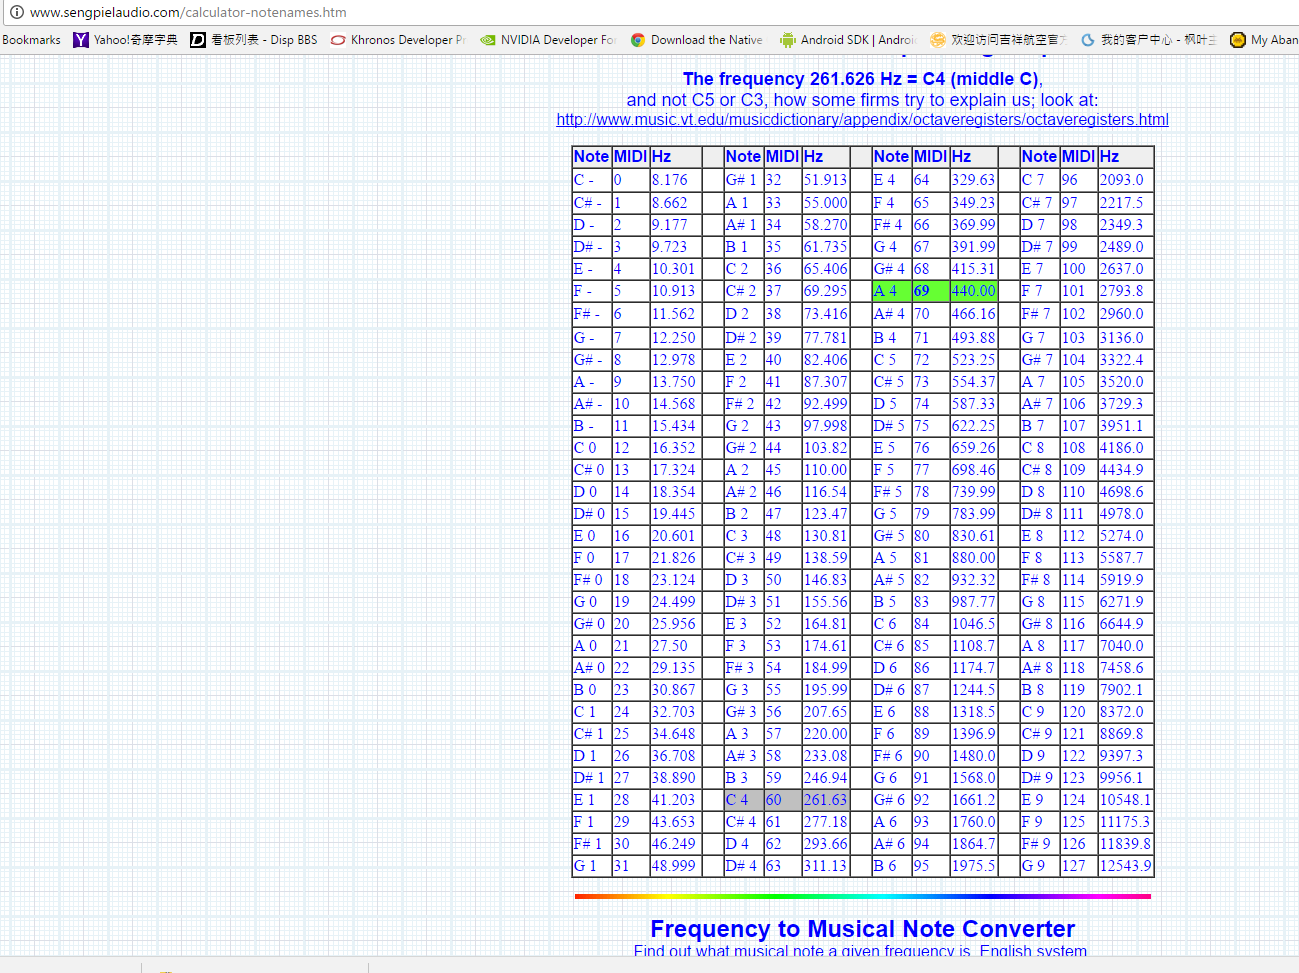 www.sengpielaudio.com/calculator-notenames.htm
Bookmarks Yahoo!奇摩字典 看板列表 - Disp BBS Khronos Developer NVIDIA Developer Download the Native Android SDK | 欢迎访问吉祥航空官 我的客户中心 - 枫叶 My Aban
The frequency 261.626 Hz = C4 (middle C),
and not C5 or C3, how some firms try to explain us; look at:
http://www.music.vt.edu/musicdictionary/appendix/octaveregisters/octaveregisters.html
Note MIDI Hz Note MIDI Hz Note MIDI Hz Note MIDI Hz
C - 0 8.176 G# 1 32 51.913 E 4 64 329.63 C 7 96 2093.0
C# - 1 8.662 A 1 33 55.000 F 4 65 349.23 C# 7 97 2217.5
D - 2 9.177 A# 1 34 58.270 F# 4 66 369.99 D 7 98 2349.3
D# - 3 9.723 B 1 35 61.735 G 4 67 391.99 D# 7 99 2489.0
E - 4 10.301 C 2 36 65.406 G# 4 68 415.31 E 7 100 2637.0
F - 5 10.913 C# 2 37 69.295 A 4 69 440.00 F 7 101 2793.8
F# - 6 11.562 D 2 38 73.416 A# 4 70 466.16 F# 7 102 2960.0
G - 7 12.250 D# 2 39 77.781 B 4 71 493.88 G 7 103 3136.0
G# - 8 12.978 E 2 40 82.406 C 5 72 523.25 G# 7 104 3322.4
A - 9 13.750 F 2 41 87.307 C# 5 73 554.37 A 7 105 3520.0
A# - 10 14.568 F# 2 42 92.499 D 5 74 587.33 A# 7 106 3729.3
B - 11 15.434 G 2 43 97.998 D# 5 75 622.25 B 7 107 3951.1
C 0 12 16.352 G# 2 44 103.82 E 5 76 659.26 C 8 108 4186.0
C# 0 13 17.324 A 2 45 110.00 F 5 77 698.46 C# 8 109 4434.9
D 0 14 18.354 A# 2 46 116.54 F# 5 78 739.99 D 8 110 4698.6
D# 0 15 19.445 B 2 47 123.47 G 5 79 783.99 D# 8 111 4978.0
E 0 16 20.601 C 3 48 130.81 G# 5 80 830.61 E 8 112 5274.0
F 0 17 21.826 C# 3 49 138.59 A 5 81 880.00 F 8 113 5587.7
F# 0 18 23.124 D 3 50 146.83 A# 5 82 932.32 F# 8 114 5919.9
G 0 19 24.499 D# 3 51 155.56 B 5 83 987.77 G 8 115 6271.9
G# 0 20 25.956 E 3 52 164.81 C 6 84 1046.5 G# 8 116 6644.9
A 0 21 27.50 F 3 53 174.61 C# 6 85 1108.7 A 8 117 7040.0
A# 0 22 29.135 F# 3 54 184.99 D 6 86 1174.7 A# 8 118 7458.6
B 0 23 30.867 G 3 55 195.99 D# 6 87 1244.5 B 8 119 7902.1
C 1 24 32.703 G# 3 56 207.65 E 6 88 1318.5 C 9 120 8372.0
C# 1 25 34.648 A 3 57 220.00 F 6 89 1396.9 C# 9 121 8869.8
D 1 26 36.708 A# 3 58 233.08 F# 6 90 1480.0 D 9 122 9397.3
D# 1 27 38.890 B 3 59 246.94 G 6 91 1568.0 D# 9 123 9956.1
E 1 28 41.203 C 4 60 261.63 G# 6 92 1661.2 E 9 124 10548.1
F 1 29 43.653 C# 4 61 277.18 A 6 93 1760.0 F 9 125 11175.3
F# 1 30 46.249 D 4 62 293.66 A# 6 94 1864.7 F# 9 126 11839.8
G 1 31 48.999 D# 4 63 311.13 B 6 95 1975.5 G 9 127 12543.9
Frequency to Musical Note Converter
Find out what musical note a given frequency is. English system